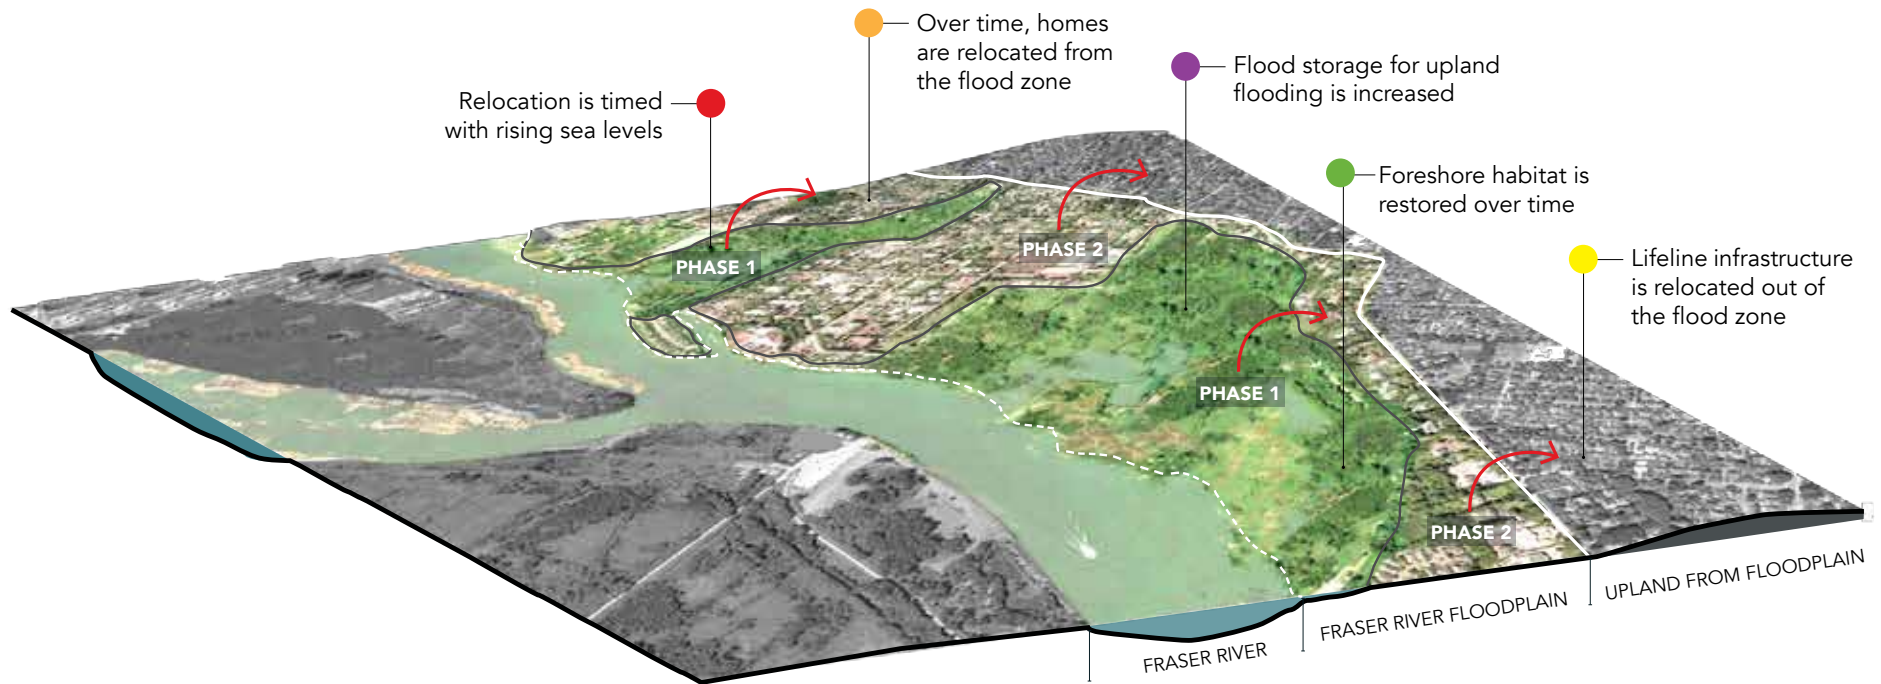 Over time, homes
are relocated from
the flood zone
Flood storage for upland
flooding is increased
Relocation is timed
with rising sea levels
Foreshore habitat is
restored over time
Lifeline infrastructure
is relocated out of
the flood zone
PHASE 1
PHASE 2
PHASE 1
PHASE 2
FRASER RIVER
FRASER RIVER FLOODPLAIN
UPLAND FROM FLOODPLAIN